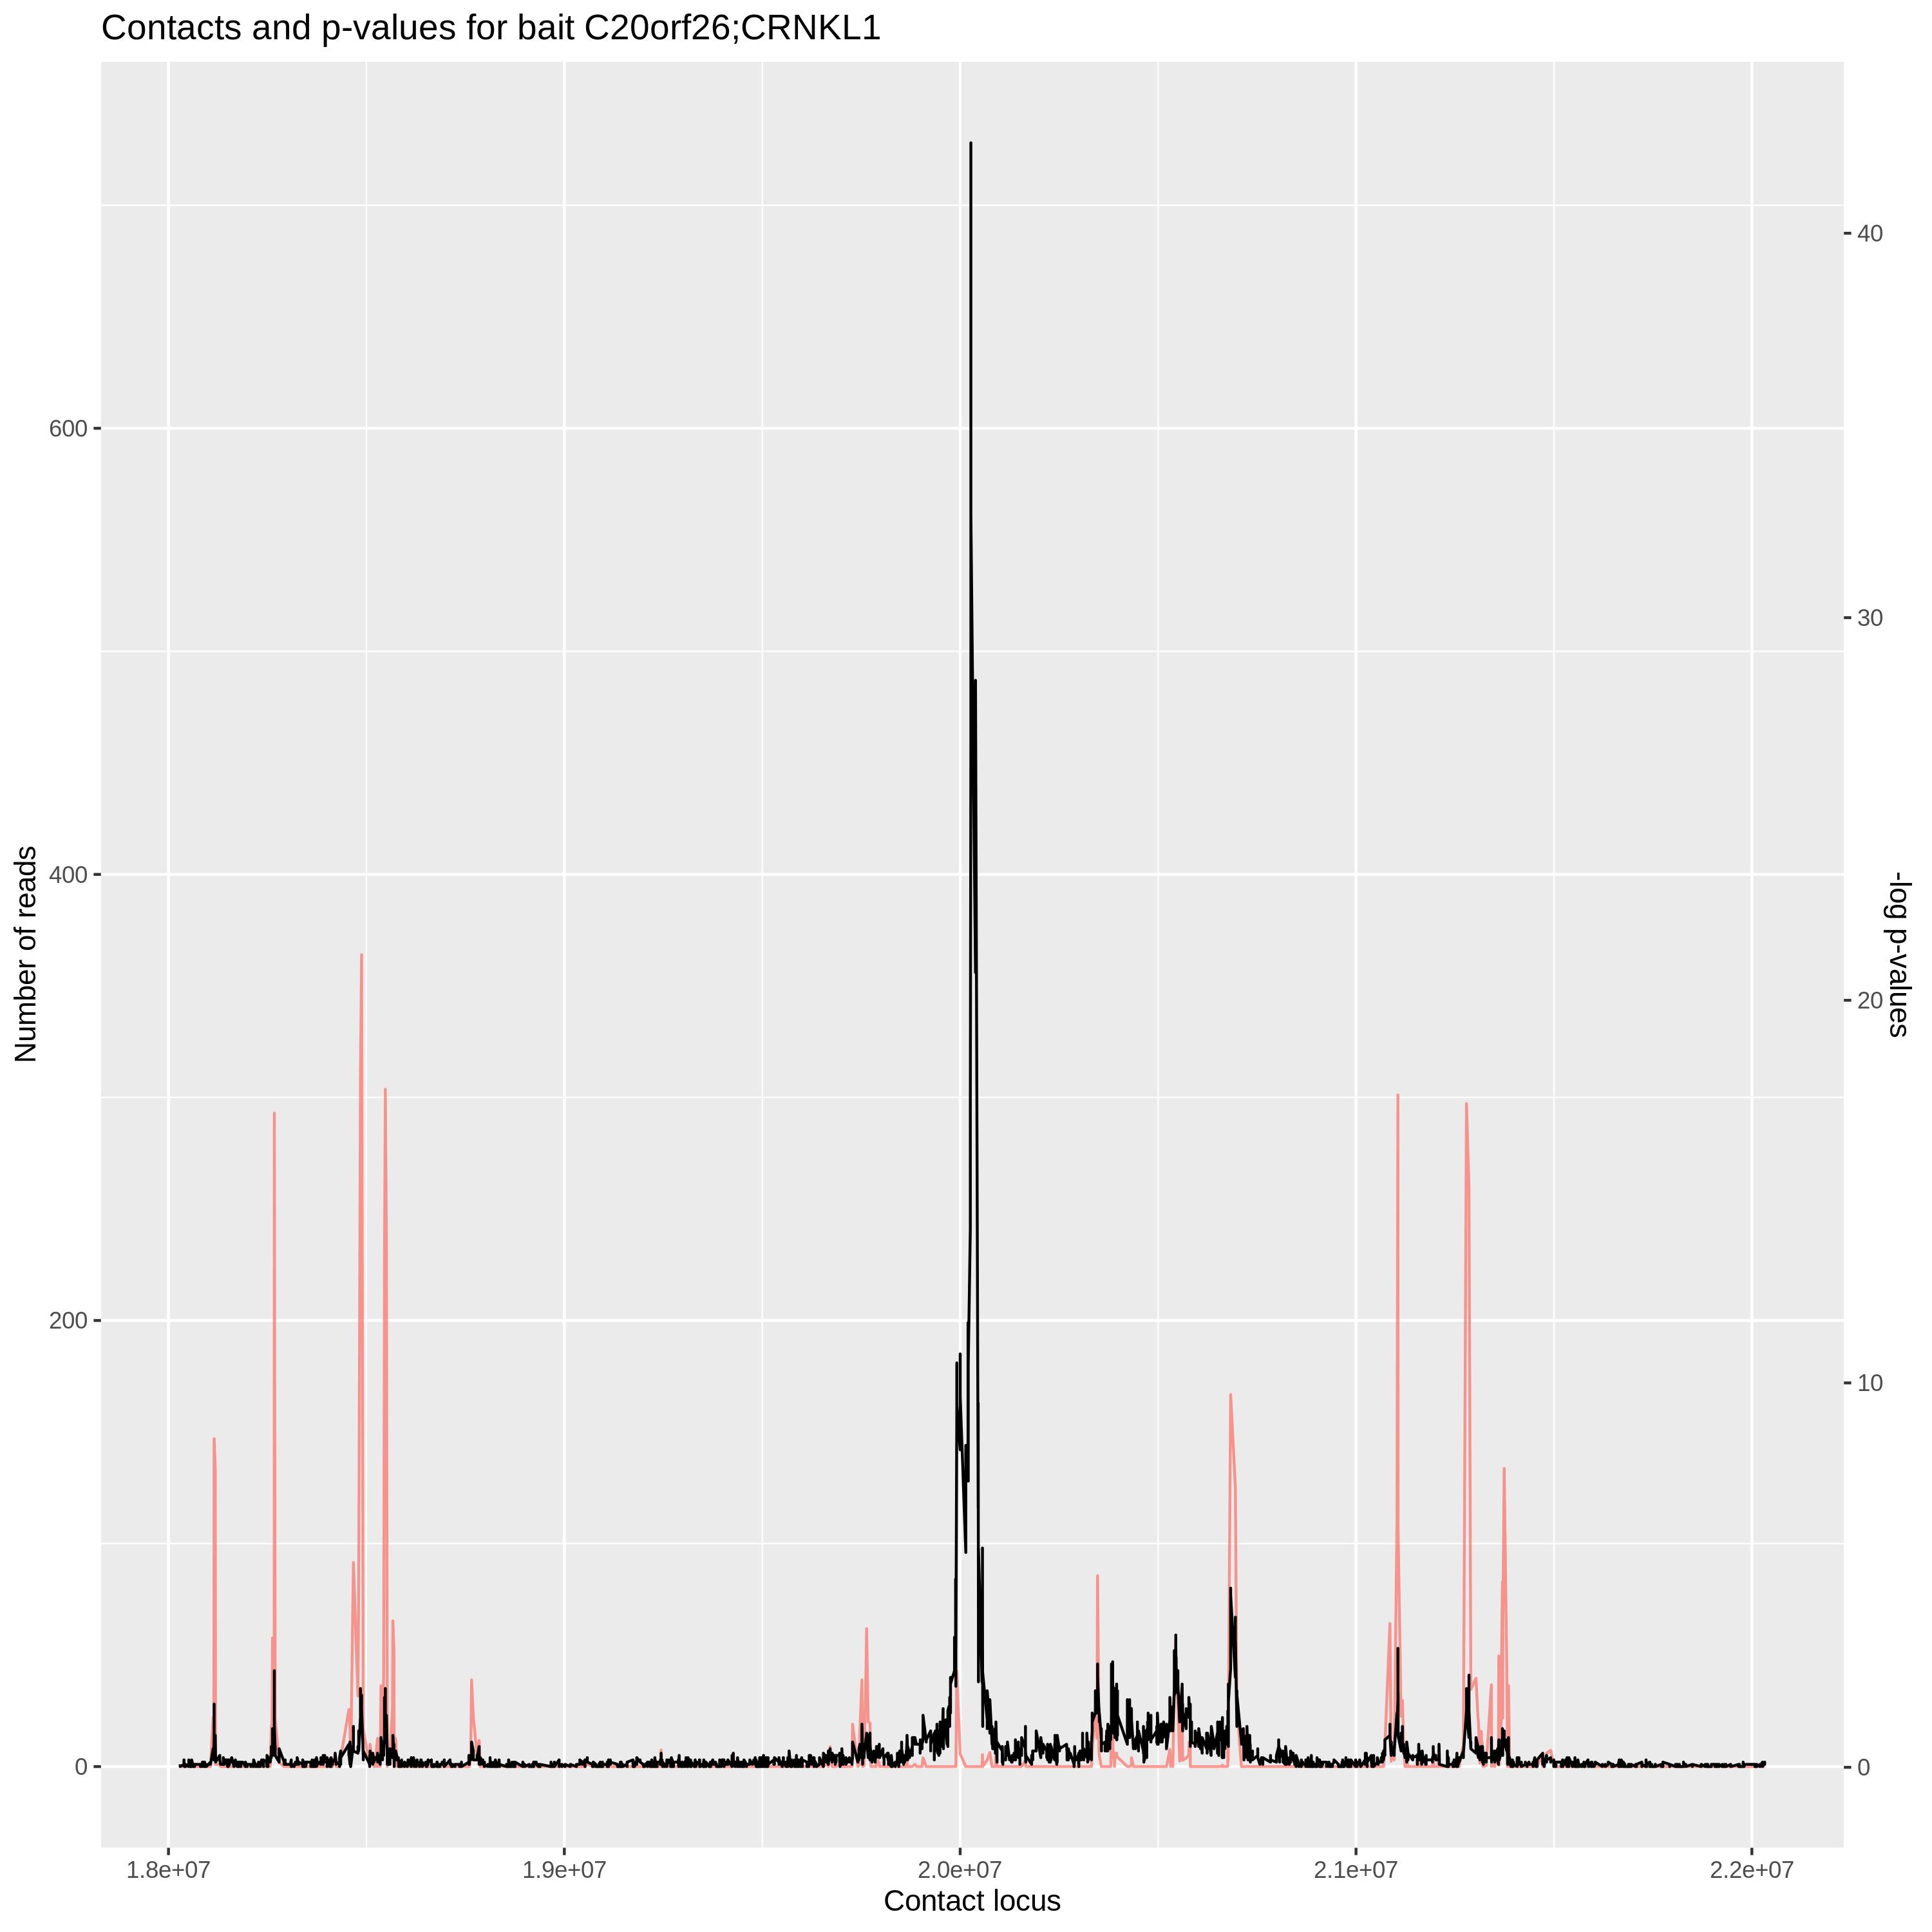 Contacts and p-values for bait C20orf26;CRNKL1
Number of reads
600
400
200
0
40
30
20
10
0
-log p-values
1.8e+07 1.9e+07 2.0e+07 2.1e+07 2.2e+07
Contact locus